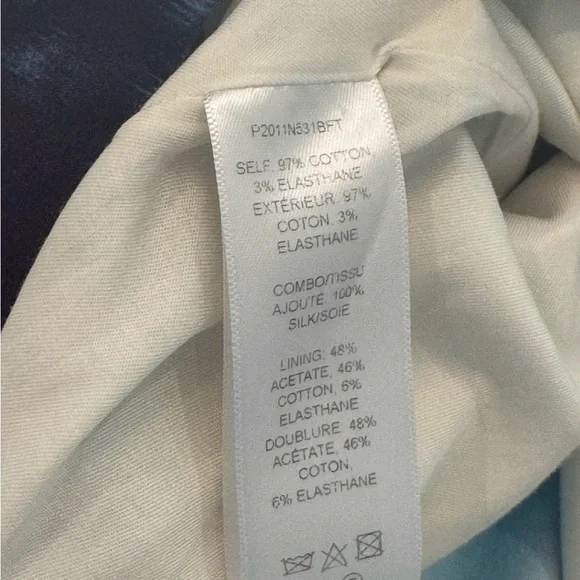 P2011N531BFT
SELF: 97% COTTON
3% ELASTHANE
EXTÉRIEUR: 97%
COTON, 3%
ELASTHANE
COMBO/TISSU
AJOUTÉ: 100%
SILK/SOIE
LINING: 48%
ACETATE, 46%
COTTON, 6%
ELASTHANE
DOUBLURE: 48%
ACÉTATE, 46%
COTON,
6% ELASTHANE